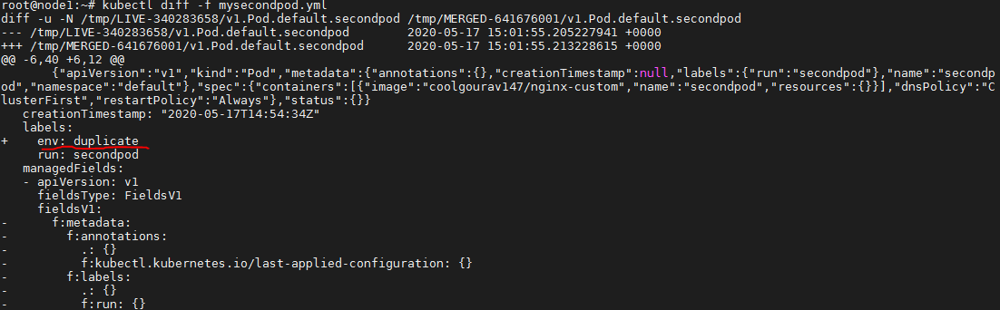 root@node1:~# kubectl diff -f mysecondpod.yml
diff -u -N /tmp/LIVE-340283658/v1.Pod.default.secondpod /tmp/MERGED-641676001/v1.Pod.default.secondpod
--- /tmp/LIVE-340283658/v1.Pod.default.secondpod        2020-05-17 15:01:55.205227941 +0000
+++ /tmp/MERGED-641676001/v1.Pod.default.secondpod      2020-05-17 15:01:55.213228615 +0000
@@ -6,40 +6,12 @@
       {"apiVersion":"v1","kind":"Pod","metadata":{"annotations":{},"creationTimestamp":null,"labels":{"run":"secondpod"},"name":"secondp
od","namespace":"default"},"spec":{"containers":[{"image":"coolgourav147/nginx-custom","name":"secondpod","resources":{}}],"dnsPolicy":"C
lusterFirst","restartPolicy":"Always"},"status":{}}
   creationTimestamp: "2020-05-17T14:54:34Z"
   labels:
+    env: duplicate
     run: secondpod
   managedFields:
   - apiVersion: v1
     fieldsType: FieldsV1
     fieldsV1:
-      f:metadata:
-        f:annotations:
-          .: {}
-          f:kubectl.kubernetes.io/last-applied-configuration: {}
-        f:labels:
-          .: {}
-          f:run: {}